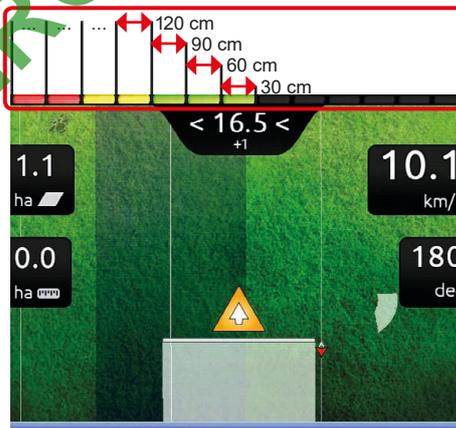 ... ... ... 120 cm
90 cm
60 cm
30 cm
< 16.5 <
+1
1.1
ha
10.1
km/
0.0
ha
180
de